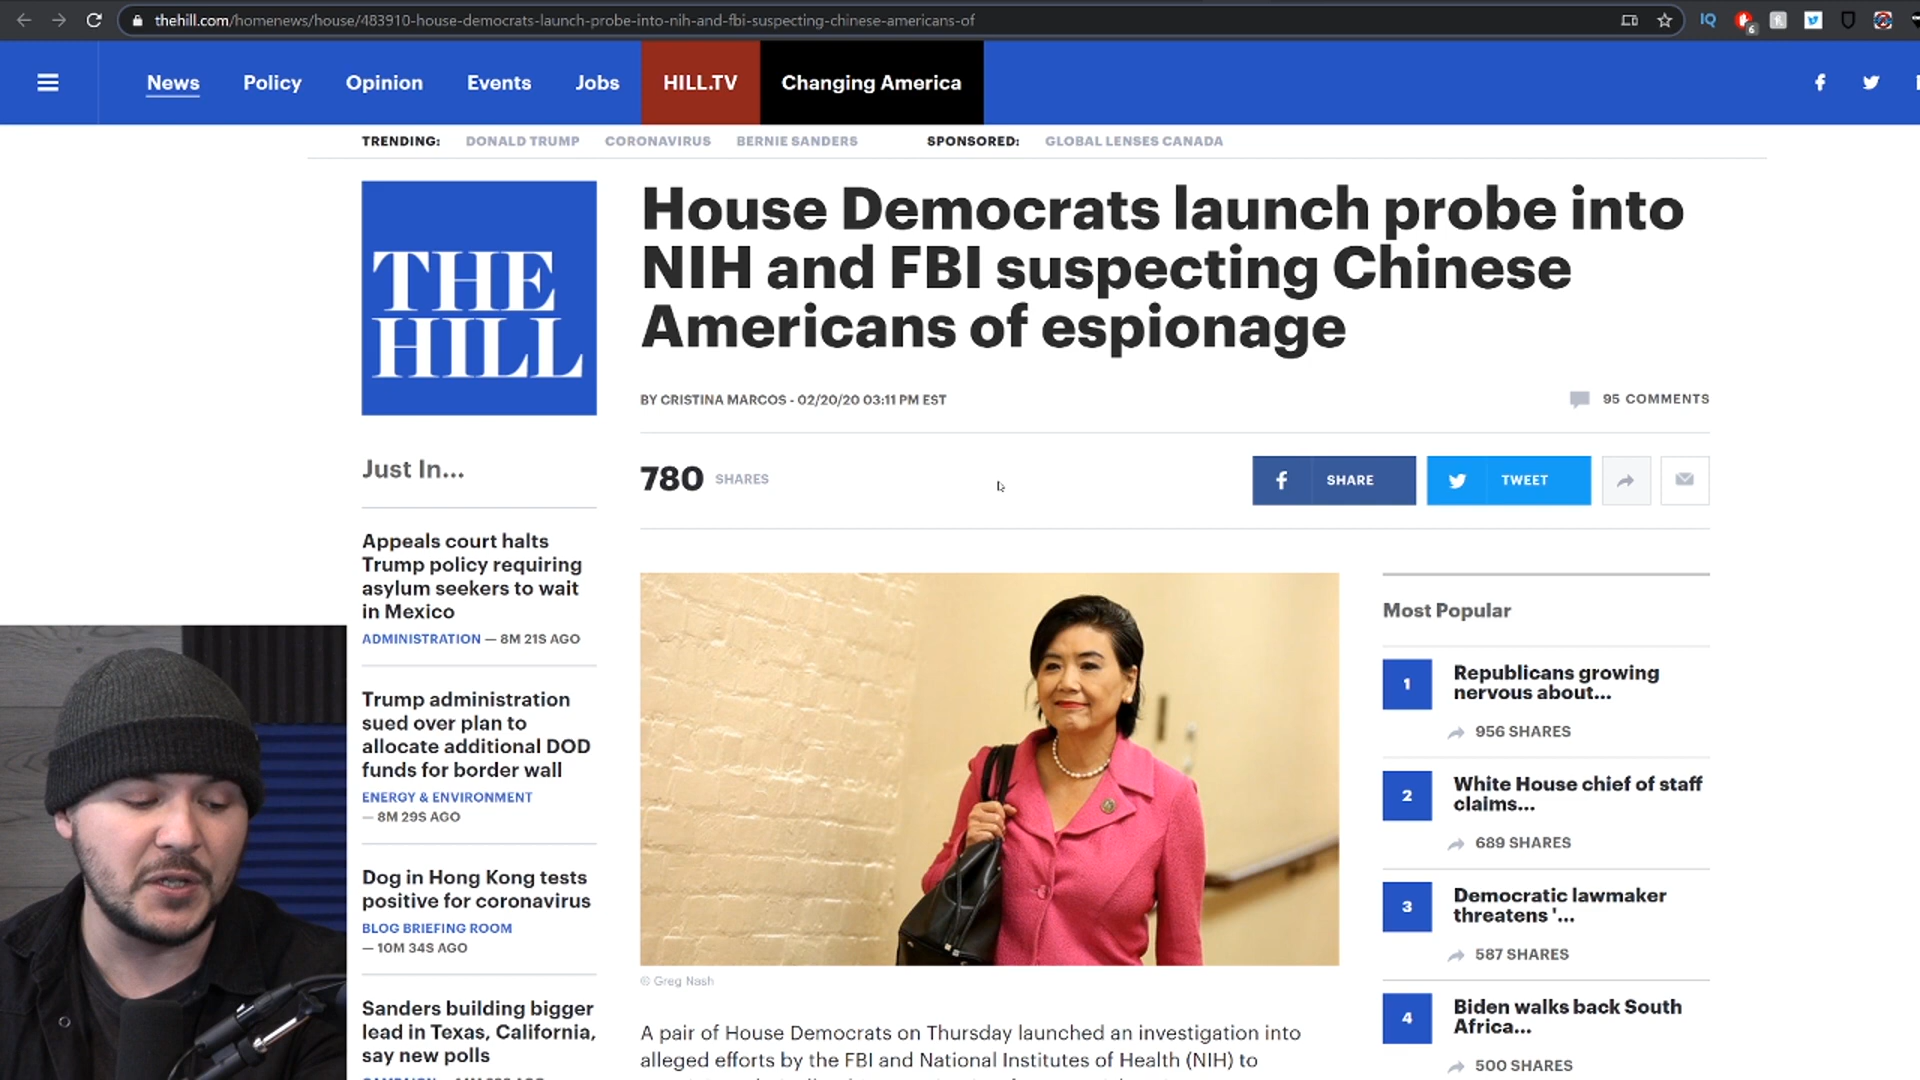 thehill.com/homenews/house/483910-house-democrats-launch-probe-into-nih-and-fbi-suspecting-chinese-americans-of
IQ
6
News
Policy
Opinion
Events
Jobs
HILL.TV
Changing America
TRENDING:
DONALD TRUMP
CORONAVIRUS
BERNIE SANDERS
SPONSORED:
GLOBAL LENSES CANADA
THE
HILL
House Democrats launch probe into
NIH and FBI suspecting Chinese
Americans of espionage
BY CRISTINA MARCOS - 02/20/20 03:11 PM EST
95 COMMENTS
780 SHARES
SHARE
TWEET
Just In...
Appeals court halts
Trump policy requiring
asylum seekers to wait
in Mexico
ADMINISTRATION — 8M 21S AGO
Trump administration
sued over plan to
allocate additional DOD
funds for border wall
ENERGY & ENVIRONMENT
— 8M 29S AGO
Dog in Hong Kong tests
positive for coronavirus
BLOG BRIEFING ROOM
— 10M 34S AGO
Sanders building bigger
lead in Texas, California,
say new polls
© Greg Nash
A pair of House Democrats on Thursday launched an investigation into
alleged efforts by the FBI and National Institutes of Health (NIH) to
Most Popular
1
Republicans growing
nervous about...
956 SHARES
2
White House chief of staff
claims...
689 SHARES
3
Democratic lawmaker
threatens '...
587 SHARES
4
Biden walks back South
Africa...
500 SHARES